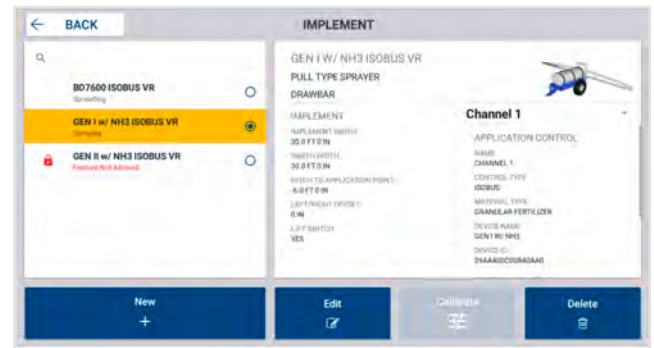 BACK
IMPLEMENT
BD7600 ISOBUS VR
Spreading
GEN I w/ NH3 ISOBUS VR
Spraying
GEN II w/ NH3 ISOBUS VR
Feature Not Allowed
New
GEN I W/ NH3 ISOBUS VR
PULL TYPE SPRAYER
DRAWBAR
IMPLEMENT
IMPLEMENT WIDTH:
30.0 FT 0 IN
SWATH WIDTH:
30.0 FT 0 IN
HITCH TO APPLICATION POINT:
-6.0 FT 0 IN
LEFT/RIGHT OFFSET:
0 IN
LIFT SWITCH
YES
Channel 1
APPLICATION CONTROL
NAME:
CHANNEL 1
CONTROL TYPE
ISOBUS
MATERIAL TYPE
GRANULAR FERTILIZER
DEVICE NAME:
GEN I W/ NH3
DEVICE ID:
Edit
Calibrate
Delete